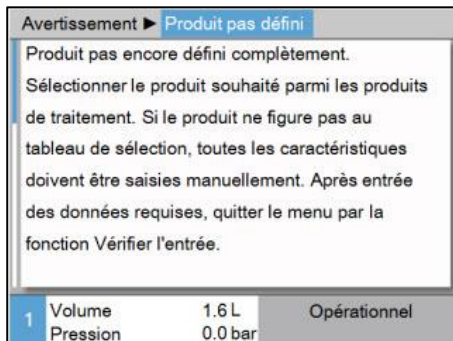 Avertissement ► Produit pas défini
Produit pas encore défini complètement.
Sélectionner le produit souhaité parmi les produits
de traitement. Si le produit ne figure pas au
tableau de sélection, toutes les caractéristiques
doivent être saisies manuellement. Après entrée
des données requises, quitter le menu par la
fonction Vérifier l'entrée.
1 Volume 1.6 L Opérationnel
Pression 0.0 bar